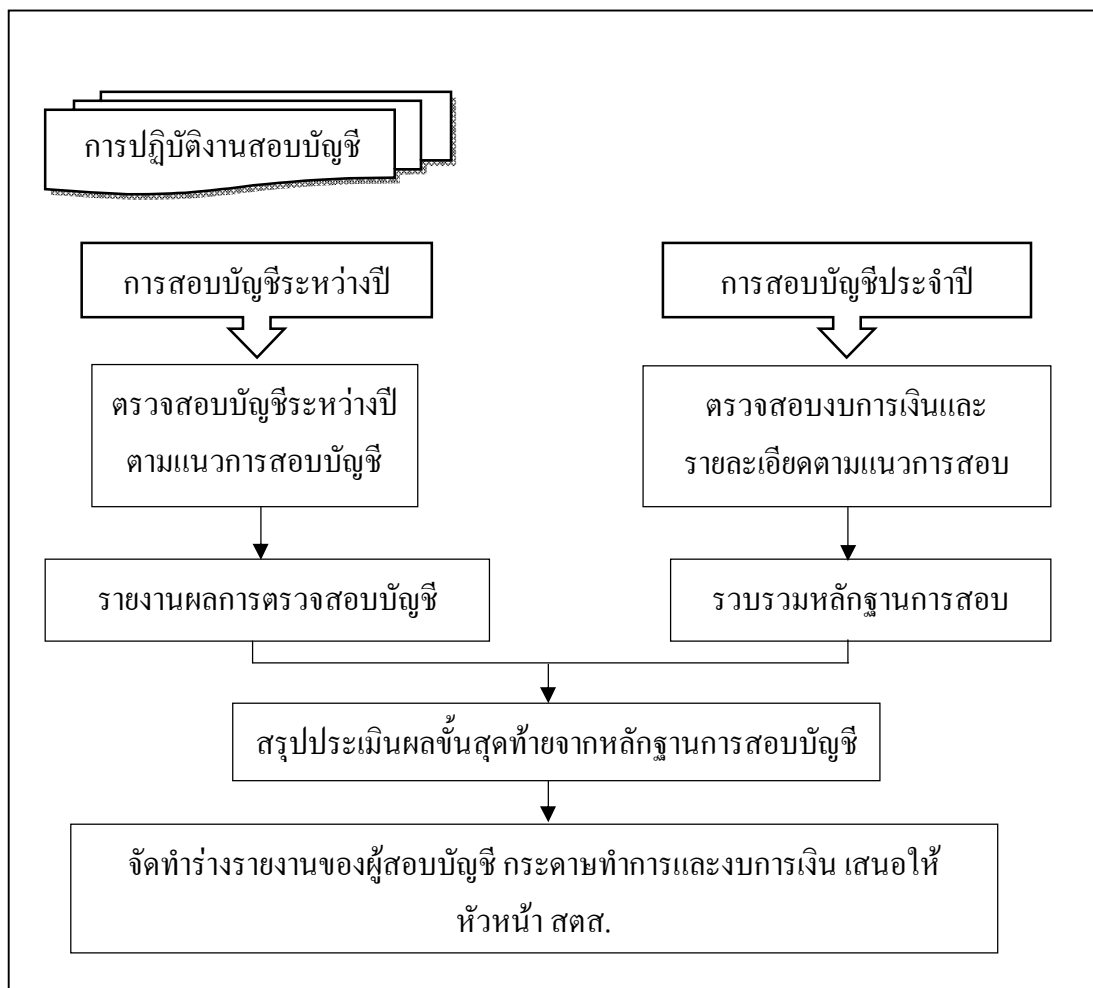 การปฏิบัติงานสอบบัญชี
การสอบบัญชีระหว่างปี
การสอบบัญชีประจำปี
ตรวจสอบบัญชีระหว่างปี
ตามแนวการสอบบัญชี
ตรวจสอบงบการเงินและ
รายละเอียดตามแนวการสอบ
รายงานผลการตรวจสอบบัญชี
รวบรวมหลักฐานการสอบ
สรุปประเมินผลขั้นสุดท้ายจากหลักฐานการสอบบัญชี
จัดทำร่างรายงานของผู้สอบบัญชี กระดาษทำการและงบการเงิน เสนอให้
หัวหน้า สตส.